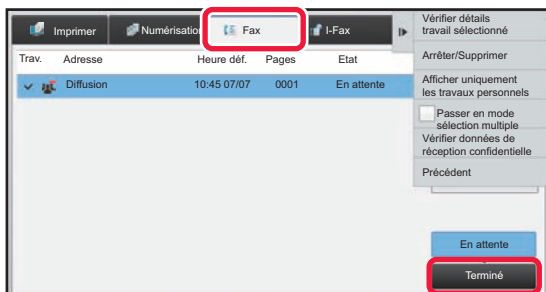 Imprimer
Numérisation
Fax
I-Fax
Trav. Adresse Heure déf. Pages Etat
Diffusion 10:45 07/07 0001 En attente
Vérifier détails
travail sélectionné
Arrêter/Supprimer
Afficher uniquement
les travaux personnels
Passer en mode
sélection multiple
Vérifier données de
réception confidentielle
Précédent
En attente
Terminé